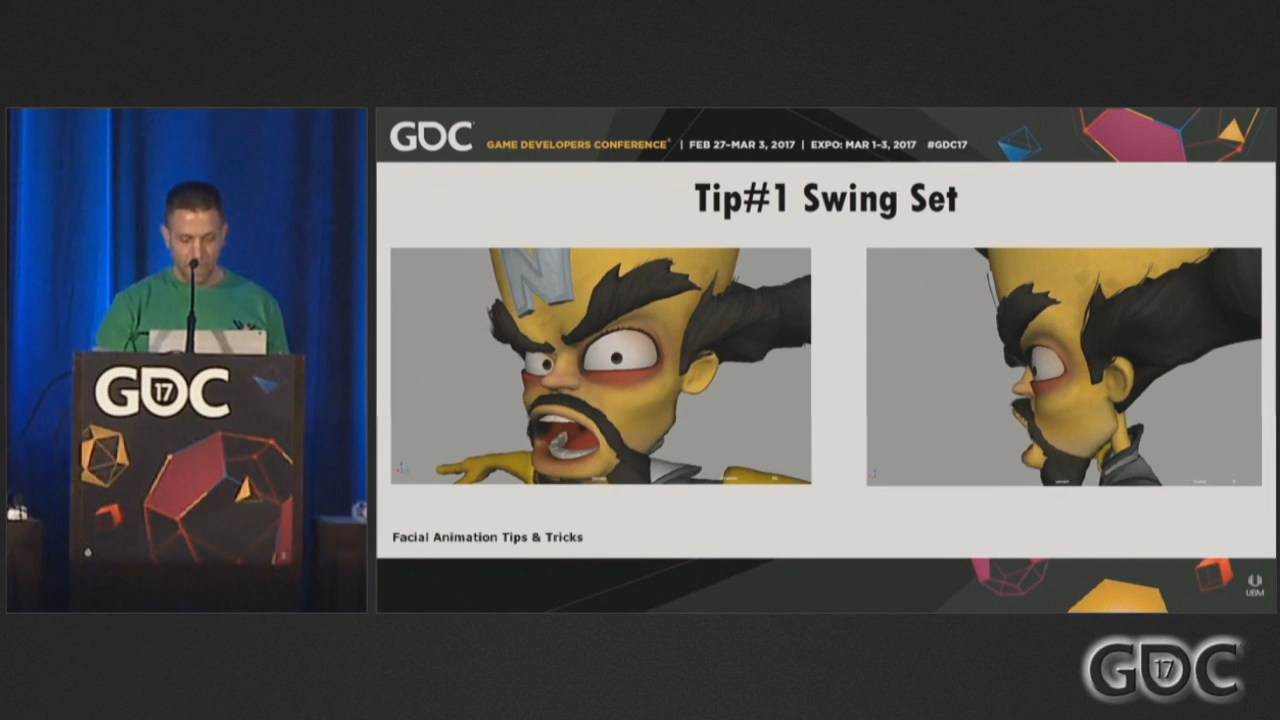 GDC
GAME DEVELOPERS CONFERENCE® | FEB 27–MAR 3, 2017 | EXPO: MAR 1–3, 2017 #GDC17
Tip#1 Swing Set
N
Facial Animation Tips & Tricks
UBM
GDC
17
GDC
17